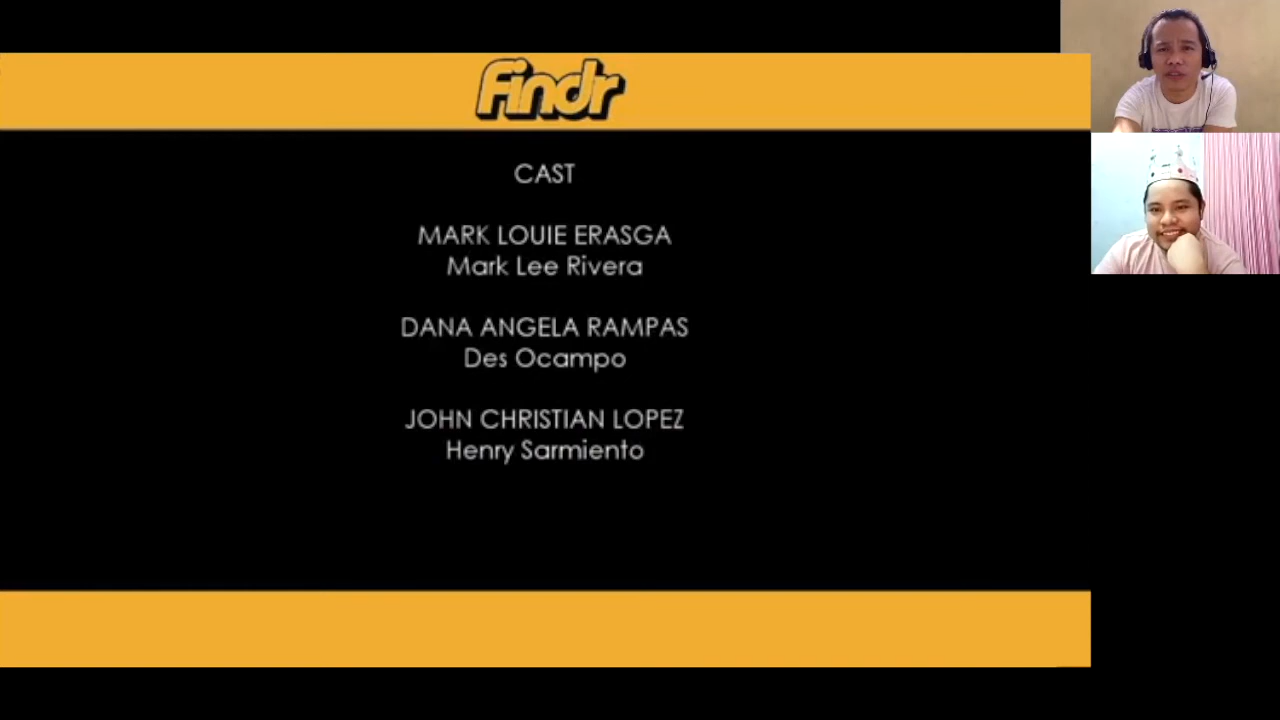 Findr
CAST
MARK LOUIE ERASGA
Mark Lee Rivera
DANA ANGELA RAMPAS
Des Ocampo
JOHN CHRISTIAN LOPEZ
Henry Sarmiento